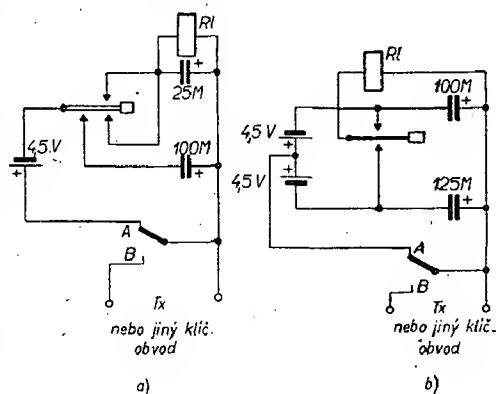 Rl
25M
+
4,5V
+
100M
+
A
B
Tx
nebo jiný klíč.
obvod
a)
Rl
100M
+
4,5 V
+
4,5V
+
125M
+
A
B
Tx
nebo jiný klíč.
obvod
b)